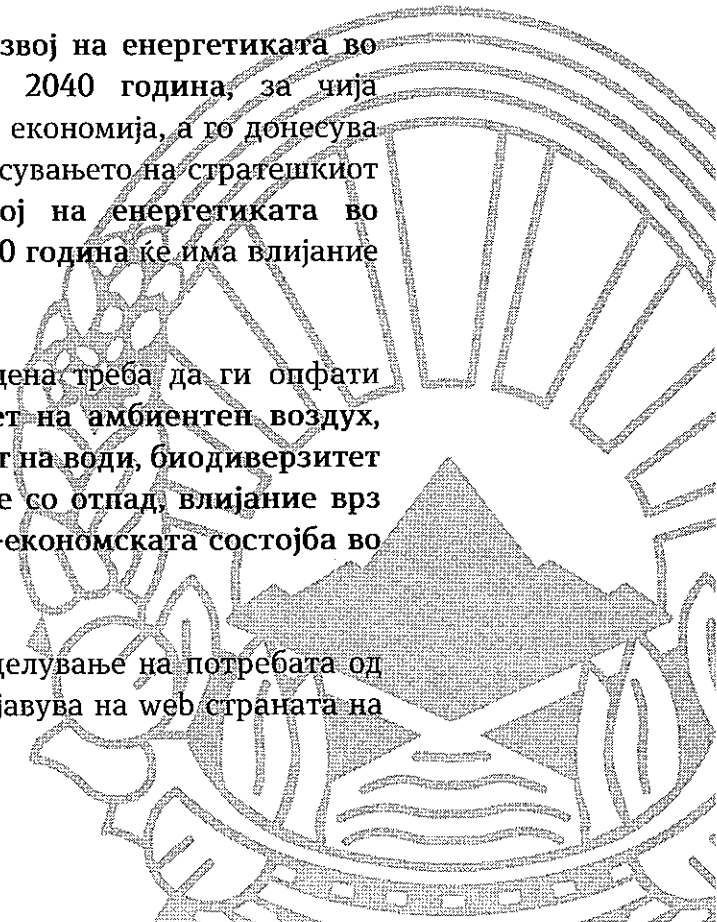 звој на енергетиката во
2040 година, за чија
економија, а го донесува
сувањето на стратешкиот
ој на енергетиката во
0 година ќе има влијание
цена треба да ги опфати
ет на амбиентен воздух,
т на води, биодиверзитет
е со отпад, влијание врз
-економската состојба во
делување на потребата од
јавува на web страната на